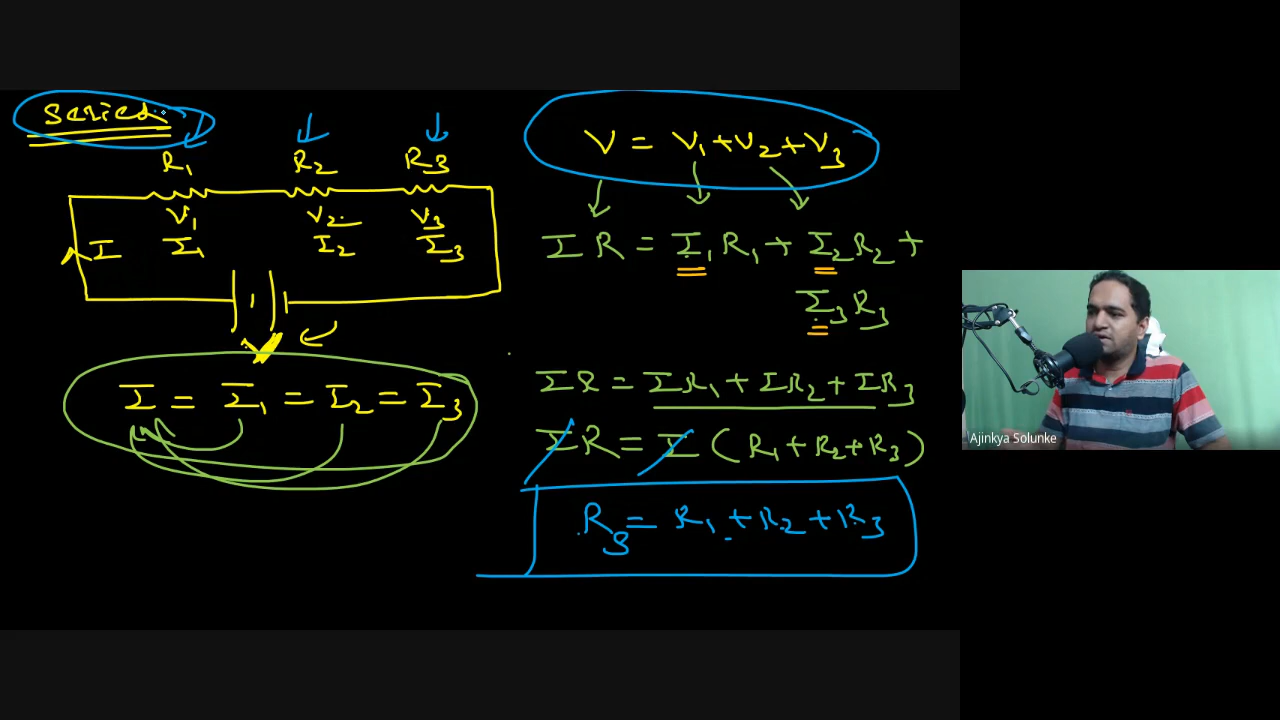 Series
R1 R2 R3
V1 V2 V3
I I1 I2 I3
V
I = I1 = I2 = I3
V = V1+V2+V3
IR = I1R1 + I2R2 +
I3R3
IR = IR1 + IR2 + IR3
IR = I (R1+R2+R3)
Rs = R1 + R2 + R3
Ajinkya Solunke